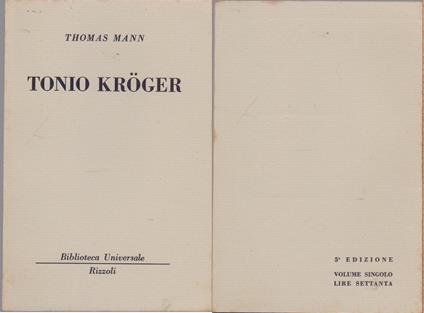 THOMAS MANN
TONIO KRÖGER
Biblioteca Universale
Rizzoli
5ª EDIZIONE
VOLUME SINGOLO
LIRE SETTANTA